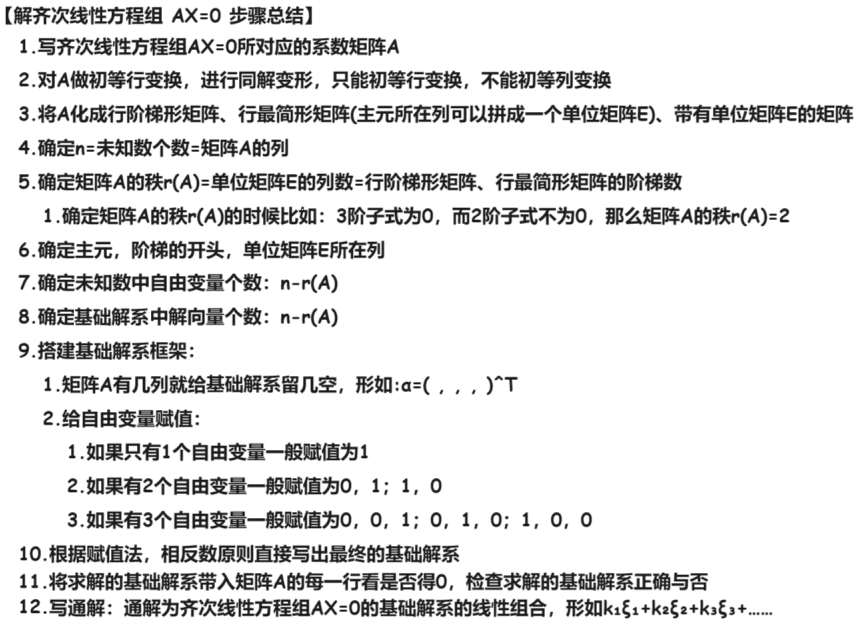 【解齐次线性方程组 AX=0 步骤总结】
1.写齐次线性方程组AX=0所对应的系数矩阵A
2.对A做初等行变换，进行同解变形，只能初等行变换，不能初等列变换
3.将A化成行阶梯形矩阵、行最简形矩阵(主元所在列可以拼成一个单位矩阵E)、带有单位矩阵E的矩阵
4.确定n=未知数个数=矩阵A的列
5.确定矩阵A的秩r(A)=单位矩阵E的列数=行阶梯形矩阵、行最简形矩阵的阶梯数
1.确定矩阵A的秩r(A)的时候比如：3阶子式为0，而2阶子式不为0，那么矩阵A的秩r(A)=2
6.确定主元，阶梯的开头，单位矩阵E所在列
7.确定未知数中自由变量个数：n-r(A)
8.确定基础解系中解向量个数：n-r(A)
9.搭建基础解系框架：
1.矩阵A有几列就给基础解系留几空，形如:α=( , , , )^T
2.给自由变量赋值：
1.如果只有1个自由变量一般赋值为1
2.如果有2个自由变量一般赋值为0，1；1，0
3.如果有3个自由变量一般赋值为0，0，1；0，1，0；1，0，0
10.根据赋值法，相反数原则直接写出最终的基础解系
11.将求解的基础解系带入矩阵A的每一行看是否得0，检查求解的基础解系正确与否
12.写通解：通解为齐次线性方程组AX=0的基础解系的线性组合，形如k₁ξ₁+k₂ξ₂+k₃ξ₃+……